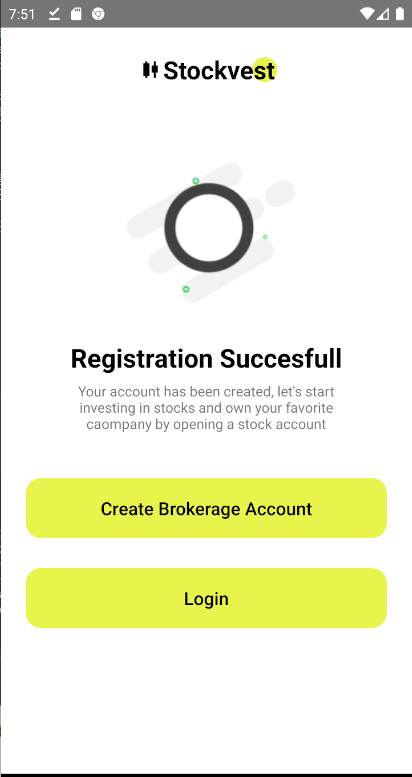 7:51
Stockvest
Registration Succesfull
Your account has been created, let's start
investing in stocks and own your favorite
caompany by opening a stock account
Create Brokerage Account
Login